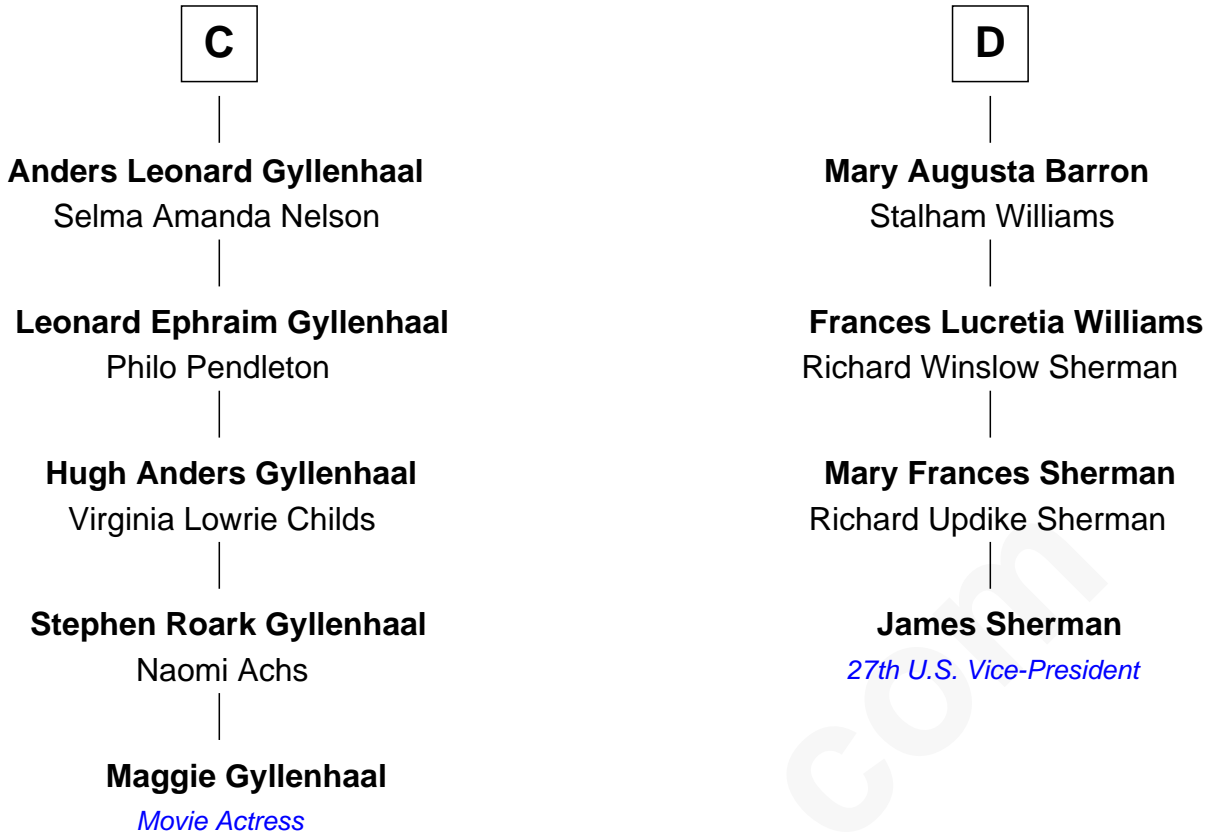 C
Anders Leonard Gyllenhaal
Selma Amanda Nelson
Leonard Ephraim Gyllenhaal
Philo Pendleton
Hugh Anders Gyllenhaal
Virginia Lowrie Childs
Stephen Roark Gyllenhaal
Naomi Achs
Maggie Gyllenhaal
Movie Actress
D
Mary Augusta Barron
Stalham Williams
Frances Lucretia Williams
Richard Winslow Sherman
Mary Frances Sherman
Richard Updike Sherman
James Sherman
27th U.S. Vice-President
com